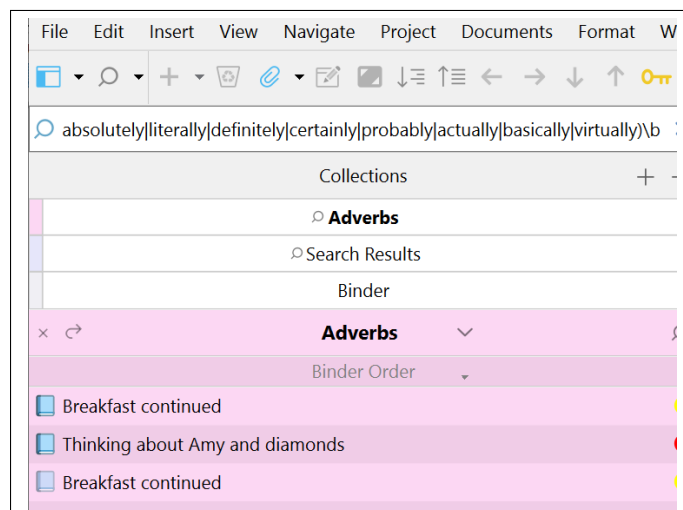 File Edit Insert View Navigate Project Documents Format W
absolutely|literally|definitely|certainly|probably|actually|basically|virtually)\b
Collections
Adverbs
Search Results
Binder
Adverbs
Binder Order
Breakfast continued
Thinking about Amy and diamonds
Breakfast continued